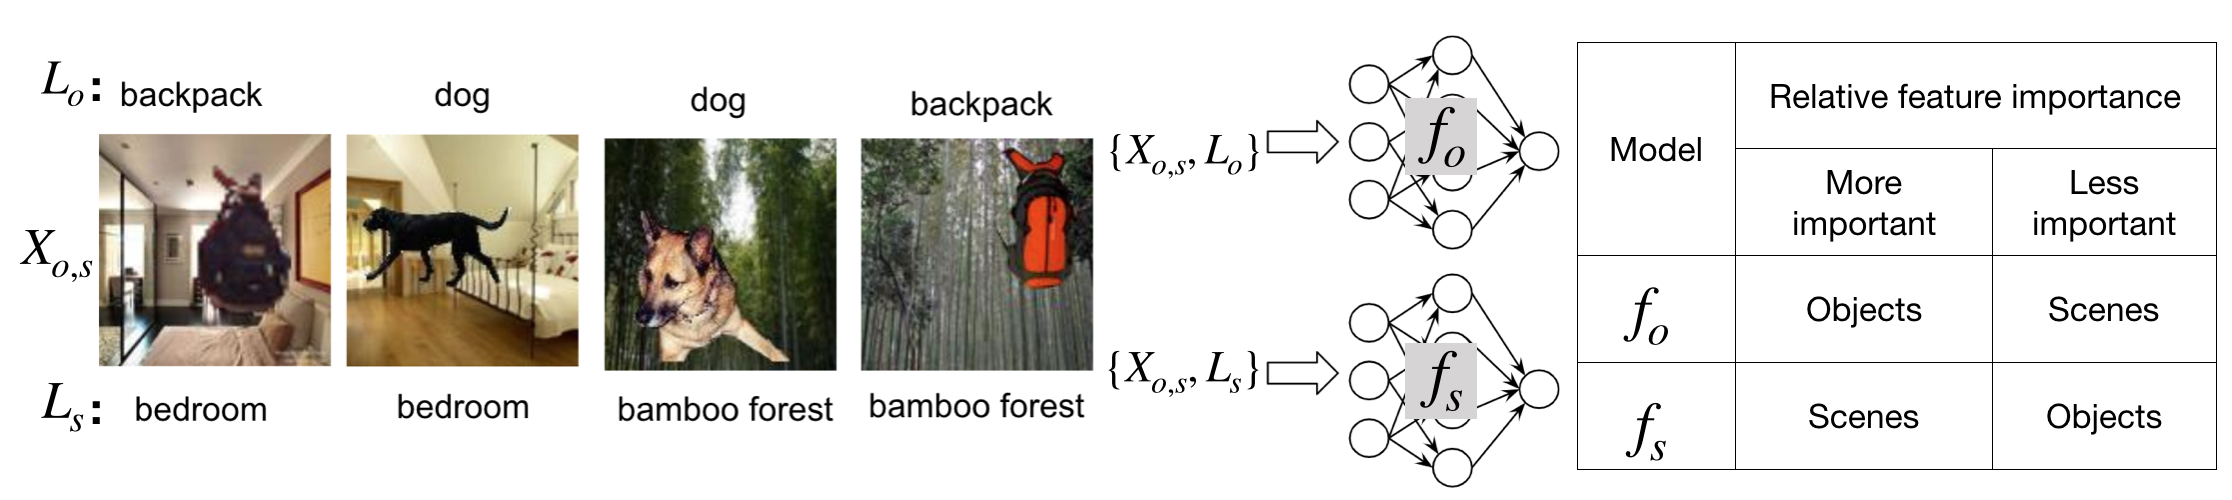 L_o: backpack dog dog backpack
X_{o,s}
L_s: bedroom bedroom bamboo forest bamboo forest
{X_{o,s}, L_o}
f_o
{X_{o,s}, L_s}
f_s
Model
Relative feature importance
More
important
Less
important
f_o Objects Scenes
f_s Scenes Objects